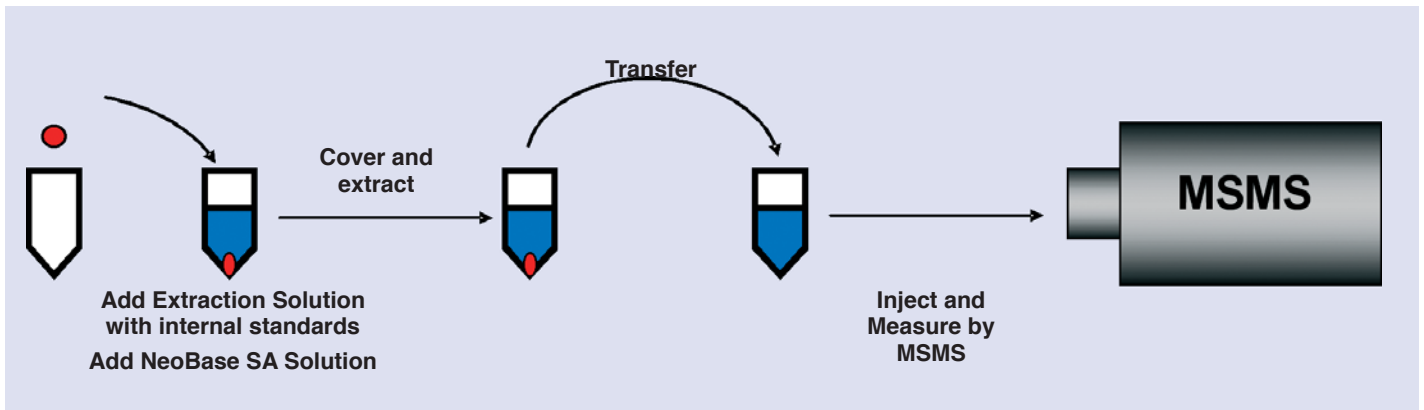 Transfer
Cover and
extract
Add Extraction Solution
with internal standards
Add NeoBase SA Solution
Inject and
Measure by
MSMS
MSMS